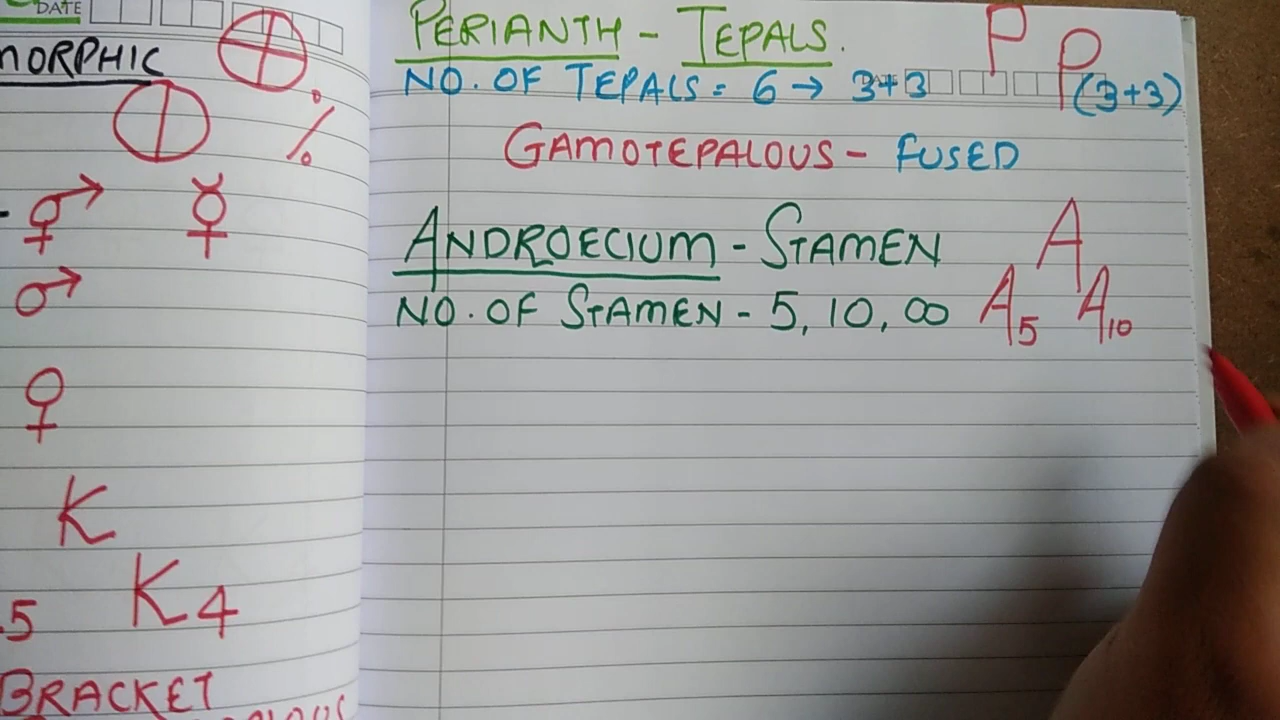 DATE
MORPHIC
K
5 K4
BRACKET
PERIANTH - TEPALS. P
NO. OF TEPALS = 6 → 3+3 P(3+3)
GAMOTEPALOUS - FUSED
ANDROECIUM - STAMEN A
NO. OF STAMEN - 5, 10, ∞ A5 A10